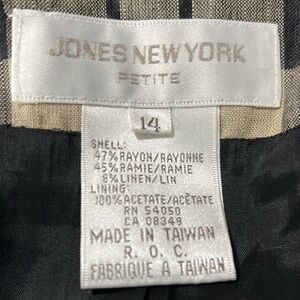 JONES NEW YORK
PETITE
14
SHELL:
47% RAYON/RAYONNE
45% RAMIE/RAMIE
8% LINEN/LIN
LINING:
100% ACETATE/ACÉTATE
RN 54050
CA 08349
MADE IN TAIWAN
R. O. C.
FABRIQUE A TAIWAN